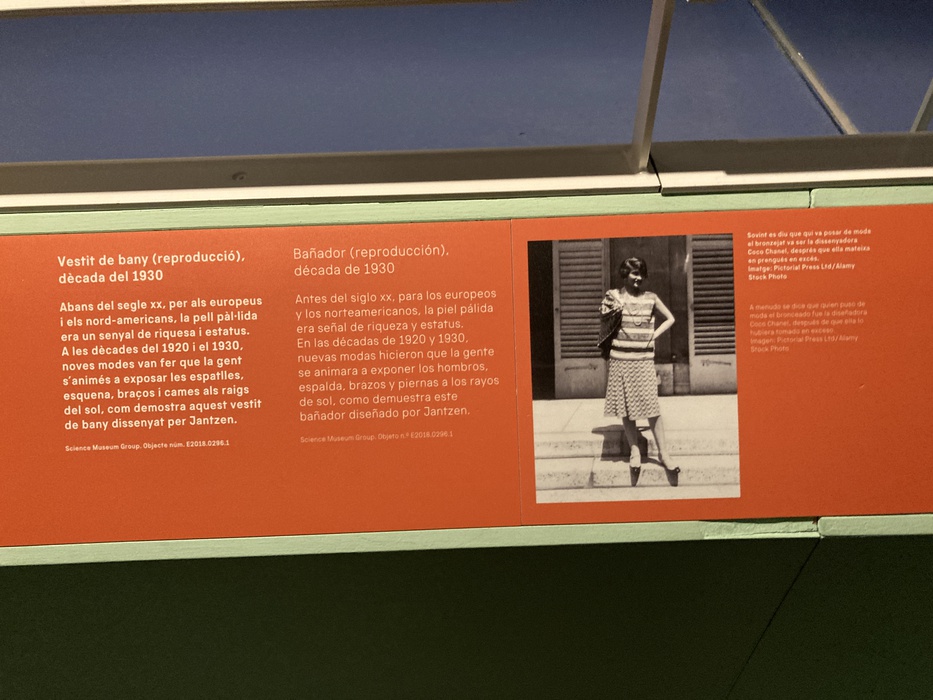 Vestit de bany (reproducció),
dècada del 1930
Abans del segle xx, per als europeus
i els nord-americans, la pell pàl·lida
era un senyal de riquesa i estatus.
A les dècades del 1920 i el 1930,
noves modes van fer que la gent
s'animés a exposar les espatlles,
esquena, braços i cames als raigs
del sol, com demostra aquest vestit
de bany dissenyat per Jantzen.
Science Museum Group. Objecte núm. E2018.0296.1
Bañador (reproducción),
década de 1930
Antes del siglo xx, para los europeos
y los norteamericanos, la piel pálida
era señal de riqueza y estatus.
En las décadas de 1920 y 1930,
nuevas modas hicieron que la gente
se animara a exponer los hombros,
espalda, brazos y piernas a los rayos
de sol, como demuestra este
bañador diseñado por Jantzen.
Science Museum Group. Objeto n.º E2018.0296.1
Sovint es diu que qui va posar de moda
el bronzejat va ser la dissenyadora
Coco Chanel, després que ella mateixa
en prengués en excés.
Imatge: Pictorial Press Ltd/Alamy
Stock Photo
A menudo se dice que quien puso de
moda el bronceado fue la diseñadora
Coco Chanel, después de que ella lo
hubiera tomado en exceso.
Imagen: Pictorial Press Ltd/Alamy
Stock Photo